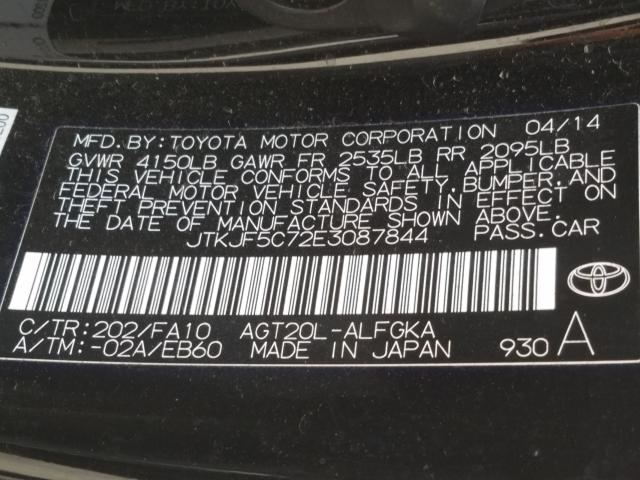 MFD. BY: TOYOTA MOTOR CORPORATION 04/14
GVWR 4150LB GAWR FR 2535LB RR 2095LB
THIS VEHICLE CONFORMS TO ALL APPLICABLE
FEDERAL MOTOR VEHICLE SAFETY, BUMPER, AND
THEFT PREVENTION STANDARDS IN EFFECT ON
THE DATE OF MANUFACTURE SHOWN ABOVE.
JTKJF5C72E3087844 PASS. CAR
C/TR: 202/FA10 AGT20L-ALFGKA
A/TM: -02A/EB60 MADE IN JAPAN 930 A